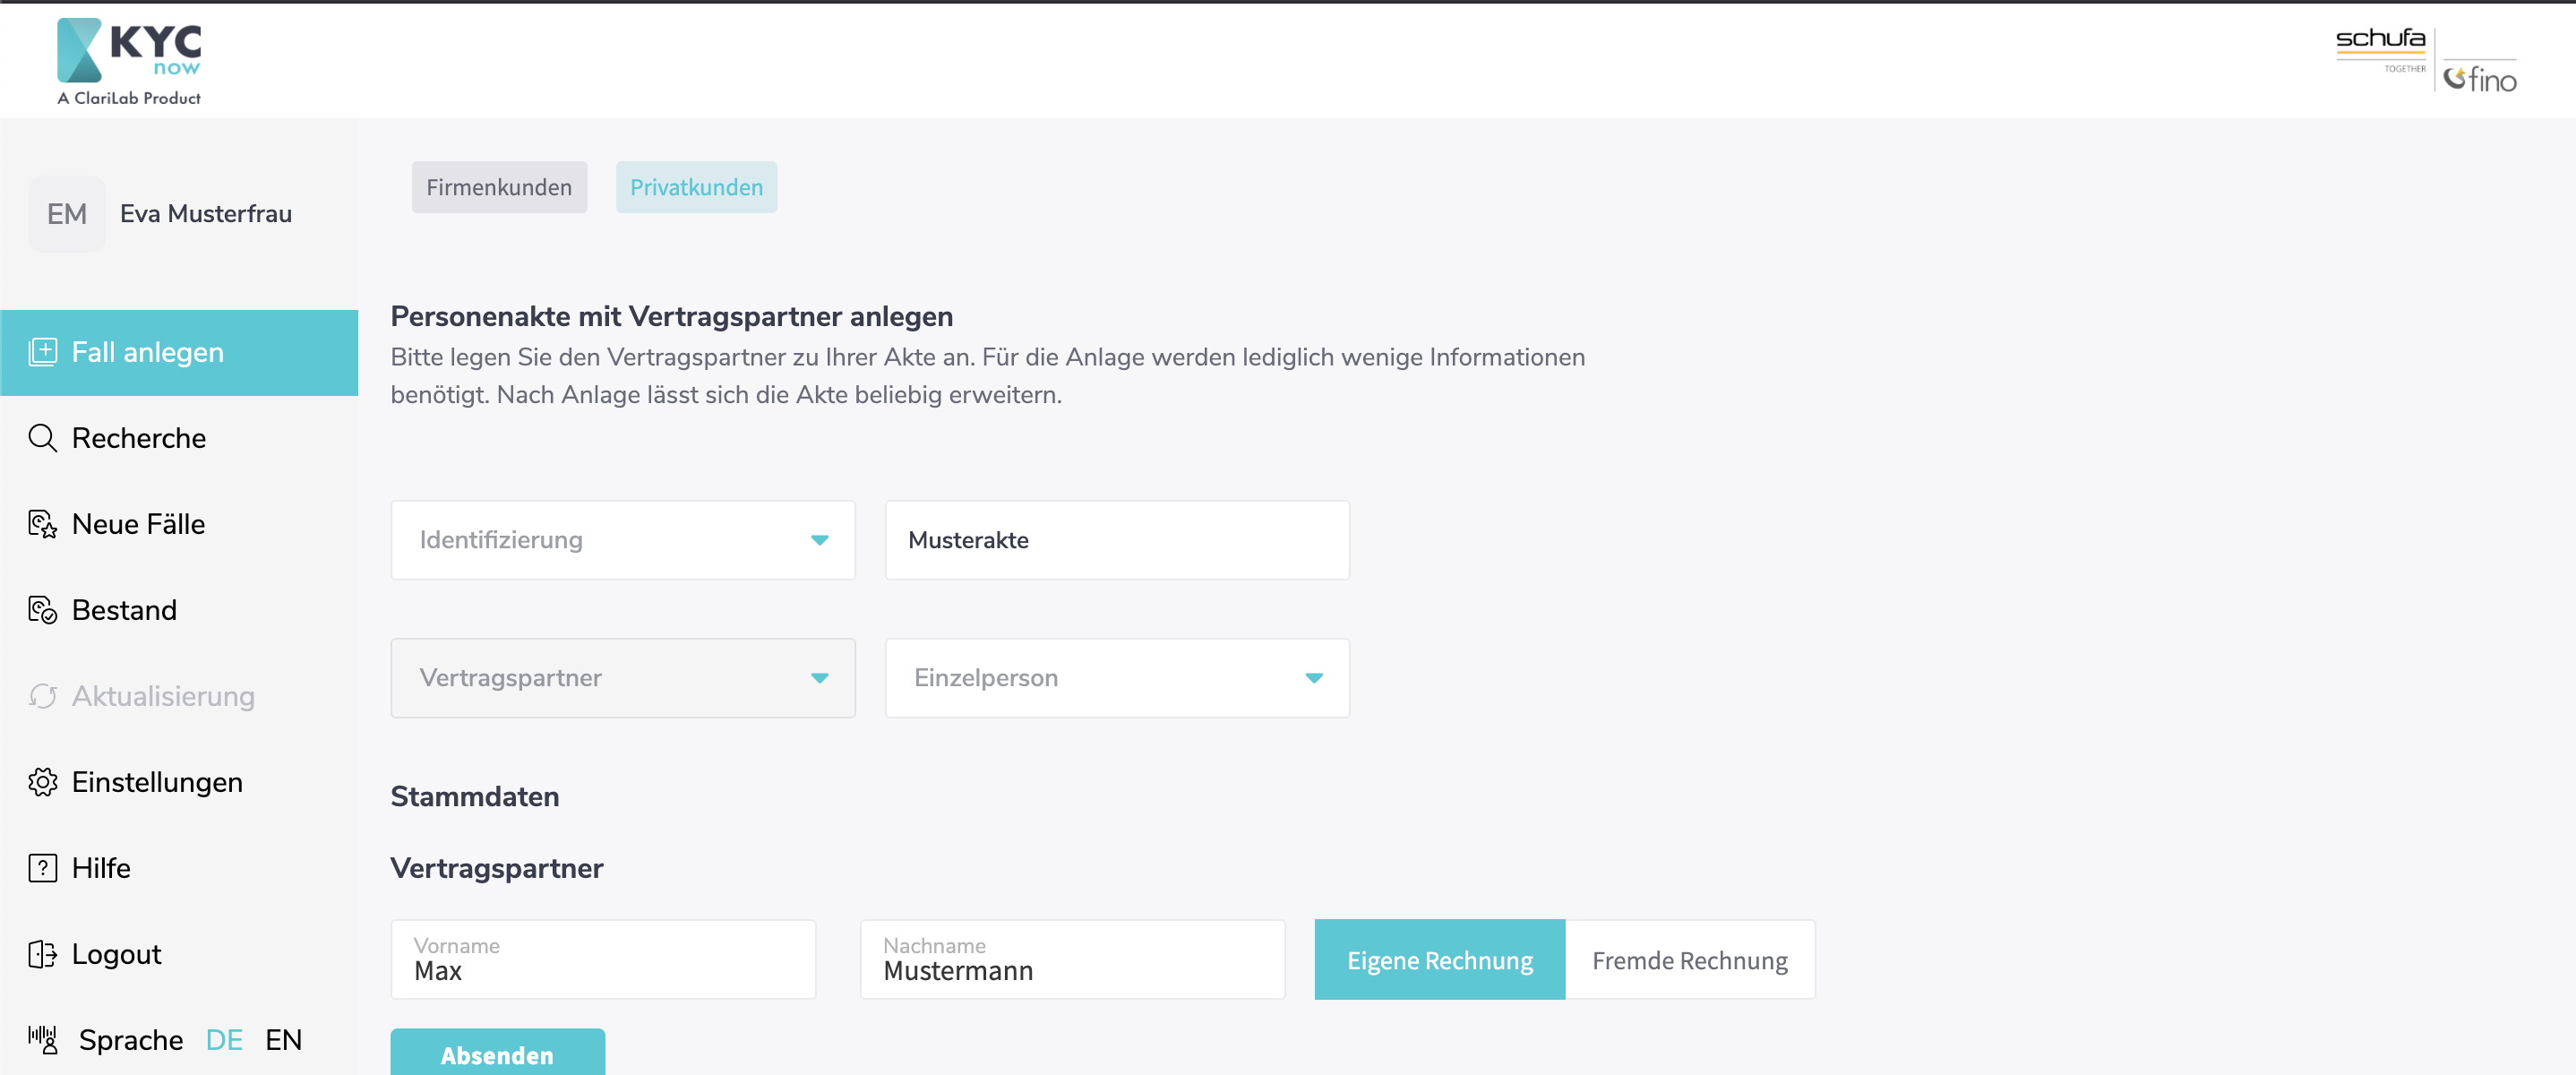 KYC
now
A ClariLab Product
schufa
TOGETHER
fino
EM
Eva Musterfrau
Fall anlegen
Recherche
Neue Fälle
Bestand
Aktualisierung
Einstellungen
Hilfe
Logout
Sprache DE EN
Firmenkunden
Privatkunden
Personenakte mit Vertragspartner anlegen
Bitte legen Sie den Vertragspartner zu Ihrer Akte an. Für die Anlage werden lediglich wenige Informationen
benötigt. Nach Anlage lässt sich die Akte beliebig erweitern.
Identifizierung
Musterakte
Vertragspartner
Einzelperson
Stammdaten
Vertragspartner
Vorname
Max
Nachname
Mustermann
Eigene Rechnung
Fremde Rechnung
Absenden